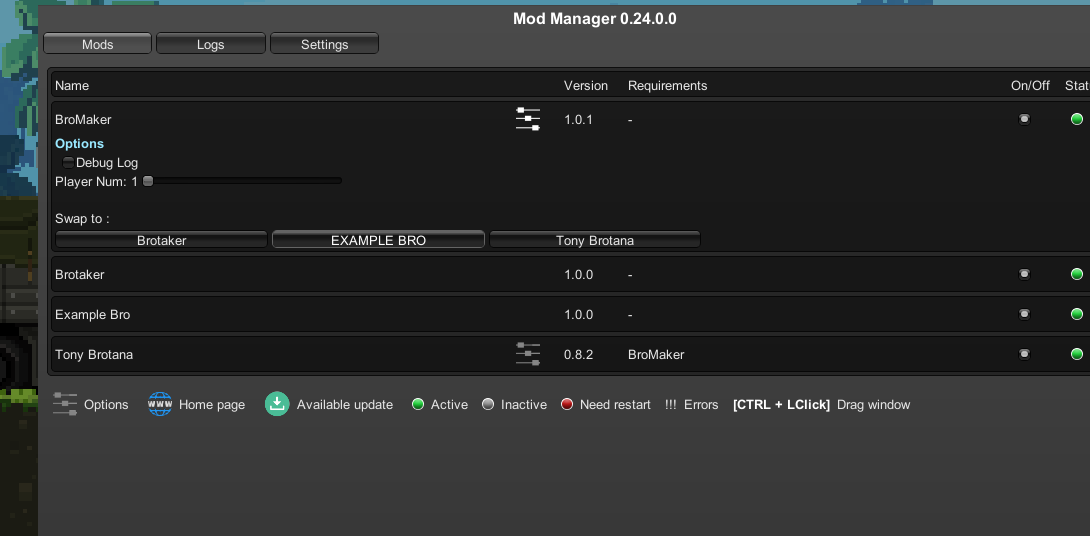 Mod Manager 0.24.0.0
Mods Logs Settings
Name Version Requirements On/Off
BroMaker 1.0.1 -
Options
Debug Log
Player Num: 1
Swap to :
Brotaker EXAMPLE BRO Tony Brotana
Brotaker 1.0.0 -
Example Bro 1.0.0 -
Tony Brotana 0.8.2 BroMaker
Options www Home page Available update Active Inactive Need restart !!! Errors [CTRL + LClick] Drag window